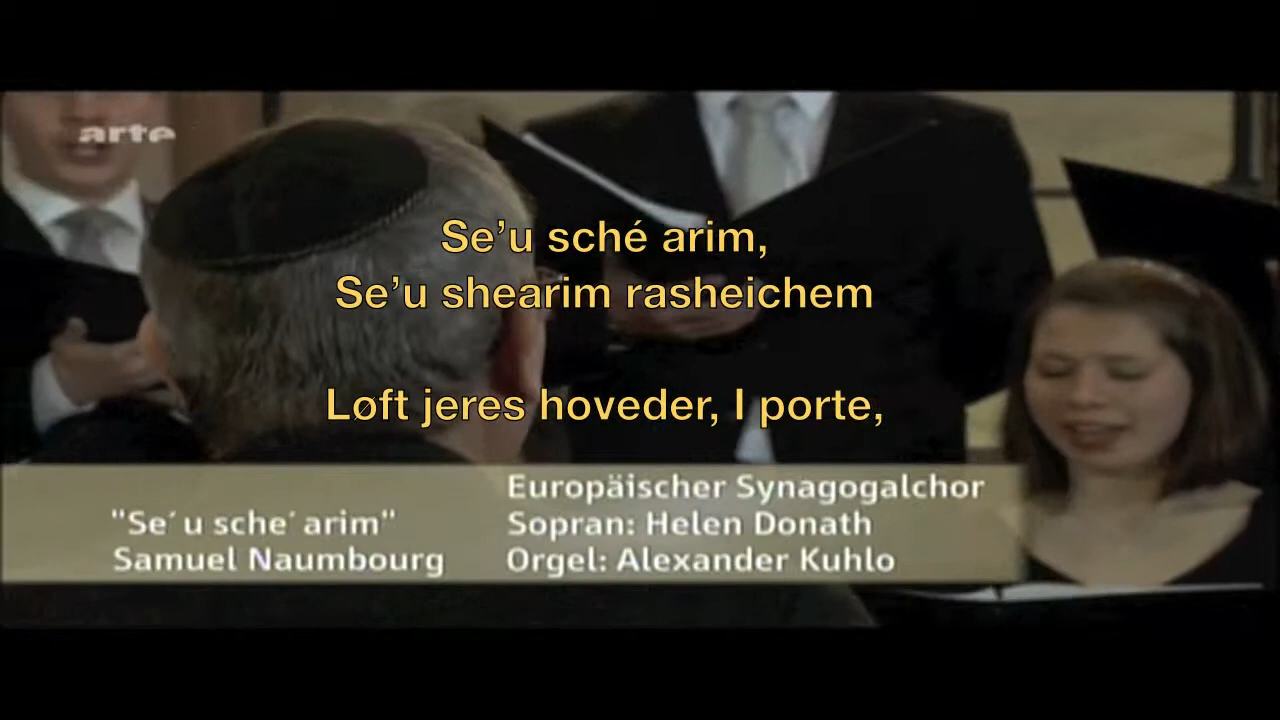 arte
Se’u sché arim,
Se’u shearim rasheichem
Løft jeres hoveder, I porte,
"Se´u sche´arim"
Samuel Naumbourg
Europäischer Synagogalchor
Sopran: Helen Donath
Orgel: Alexander Kuhlo